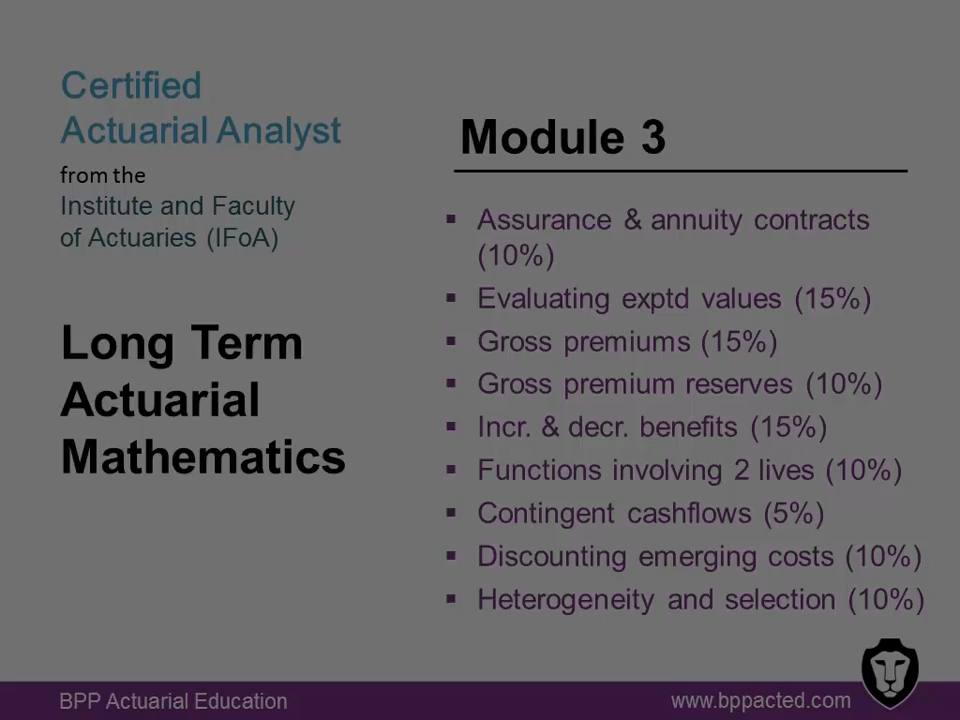 Certified
Actuarial Analyst
from the
Institute and Faculty
of Actuaries (IFoA)
Long Term
Actuarial
Mathematics
Module 3
▪ Assurance & annuity contracts
(10%)
▪ Evaluating exptd values (15%)
▪ Gross premiums (15%)
▪ Gross premium reserves (10%)
▪ Incr. & decr. benefits (15%)
▪ Functions involving 2 lives (10%)
▪ Contingent cashflows (5%)
▪ Discounting emerging costs (10%)
▪ Heterogeneity and selection (10%)
BPP Actuarial Education
www.bppacted.com